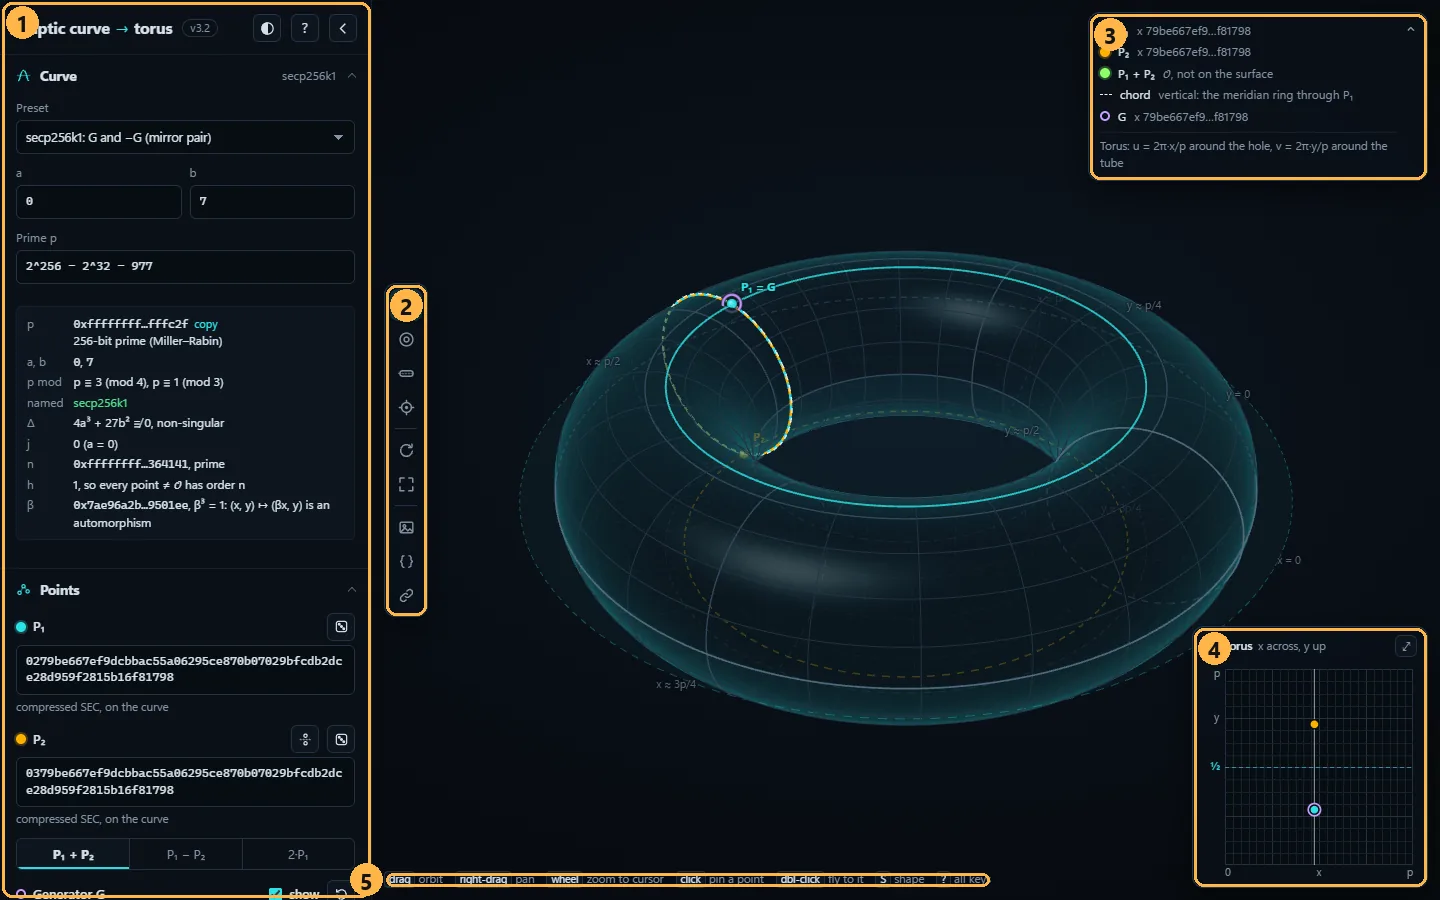 1
ptic curve → torus v3.2 ?
Curve secp256k1
Preset
secp256k1: G and −G (mirror pair)
a b
0 7
Prime p
2^256 − 2^32 − 977
p 0xffffffff…fffc2f copy
256-bit prime (Miller–Rabin)
a, b 0, 7
p mod p ≡ 3 (mod 4), p ≡ 1 (mod 3)
named secp256k1
Δ 4a³ + 27b² ≢ 0, non-singular
j 0 (a = 0)
n 0xffffffff…364141, prime
h 1, so every point ≠ 𝒪 has order n
β 0x7ae96a2b…9501ee, β³ = 1: (x, y) ↦ (βx, y) is an
automorphism
Points
P₁
0279be667ef9dcbbac55a06295ce870b07029bfcdb2dc
e28d959f2815b16f81798
compressed SEC, on the curve
P₂
0379be667ef9dcbbac55a06295ce870b07029bfcdb2dc
e28d959f2815b16f81798
compressed SEC, on the curve
P₁ + P₂ P₁ − P₂ 2·P₁
Generator G show
2
3
x 79be667ef9…f81798
P₂ x 79be667ef9…f81798
P₁ + P₂ 𝒪, not on the surface
chord vertical: the meridian ring through P₁
G x 79be667ef9…f81798
Torus: u = 2π·x/p around the hole, v = 2π·y/p around the
tube
P₁ = G
y ≈ p/4
x ≈ p/2
y = 0
y ≈ p/2
P₂
x = 0
x ≈ 3p/4
4
orus x across, y up
p
y
½
0 x p
5
drag orbit right-drag pan wheel zoom to cursor click pin a point dbl-click fly to it S shape ? all keys